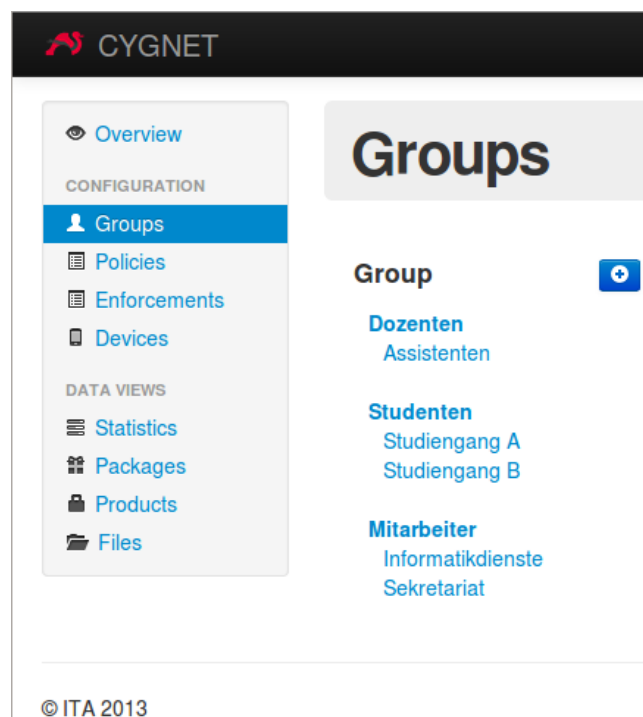 CYGNET
Overview
CONFIGURATION
Groups
Policies
Enforcements
Devices
DATA VIEWS
Statistics
Packages
Products
Files
Groups
Group
Dozenten
Assistenten
Studenten
Studiengang A
Studiengang B
Mitarbeiter
Informatikdienste
Sekretariat
© ITA 2013